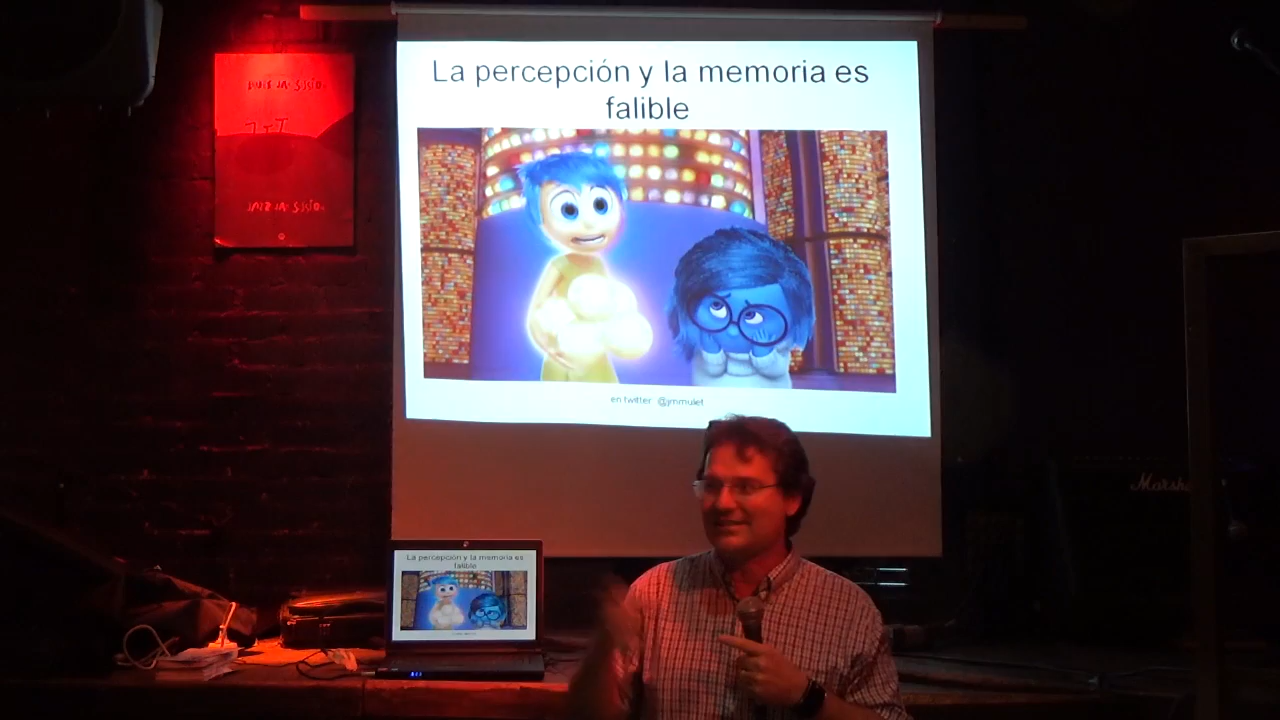 La percepción y la memoria es
falible
en twitter: @jmmulet
La percepción y la memoria es
falible